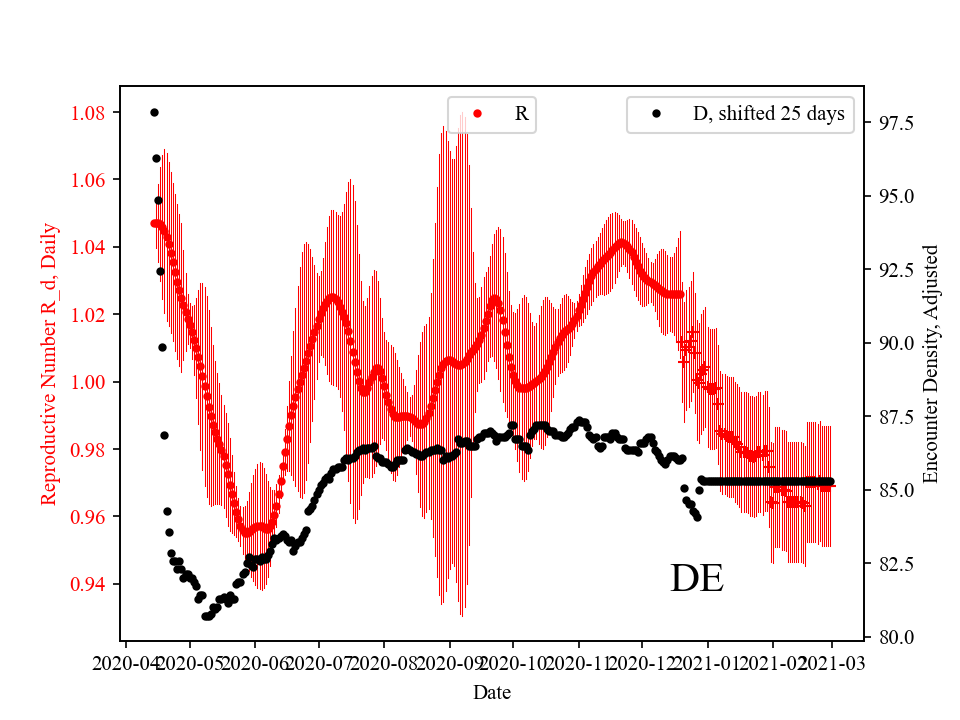 R
D, shifted 25 days
Reproductive Number R_d, Daily
1.08
1.06
1.04
1.02
1.00
0.98
0.96
0.94
97.5
95.0
92.5
90.0
87.5
85.0
82.5
80.0
Encounter Density, Adjusted
DE
2020-04 2020-05 2020-06 2020-07 2020-08 2020-09 2020-10 2020-11 2020-12 2021-01 2021-02 2021-03
Date